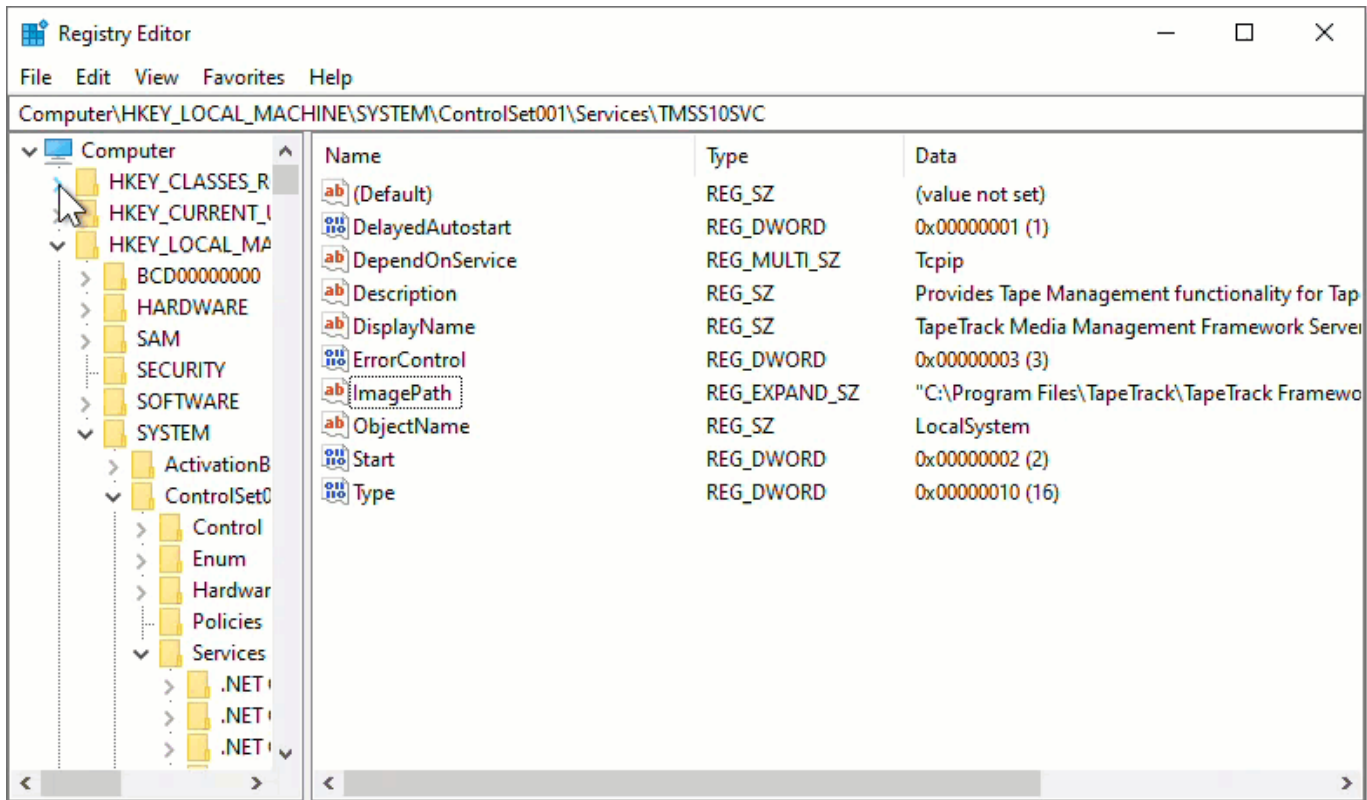 Registry Editor
File Edit View Favorites Help
Computer\HKEY_LOCAL_MACHINE\SYSTEM\ControlSet001\Services\TMSS10SVC
Computer
HKEY_CLASSES_R
HKEY_CURRENT_U
HKEY_LOCAL_MA
BCD00000000
HARDWARE
SAM
SECURITY
SOFTWARE
SYSTEM
ActivationB
ControlSet0
Control
Enum
Hardwar
Policies
Services
.NET
.NET
.NET
Name Type Data
(Default) REG_SZ (value not set)
DelayedAutostart REG_DWORD 0x00000001 (1)
DependOnService REG_MULTI_SZ Tcpip
Description REG_SZ Provides Tape Management functionality for Tap
DisplayName REG_SZ TapeTrack Media Management Framework Server
ErrorControl REG_DWORD 0x00000003 (3)
ImagePath REG_EXPAND_SZ "C:\Program Files\TapeTrack\TapeTrack Framewo
ObjectName REG_SZ LocalSystem
Start REG_DWORD 0x00000002 (2)
Type REG_DWORD 0x00000010 (16)